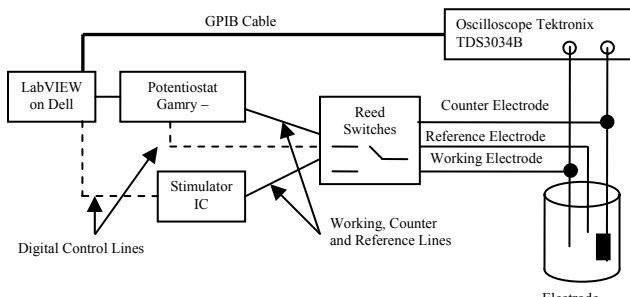 GPIB Cable
Oscilloscope Tektronix
TDS3034B
LabVIEW
on Dell
Potentiostat
Gamry –
Reed
Switches
Counter Electrode
Reference Electrode
Working Electrode
Stimulator
IC
Digital Control Lines
Working, Counter
and Reference Lines
Electrode